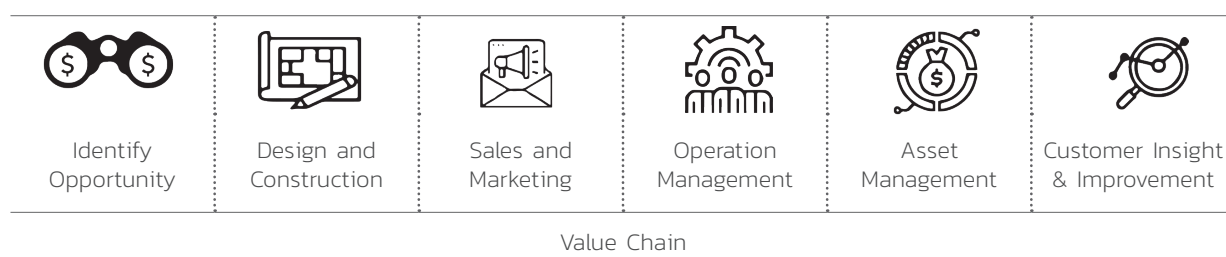 $ $
$
Identify
Opportunity
Design and
Construction
Sales and
Marketing
Operation
Management
Asset
Management
Customer Insight
& Improvement
Value Chain